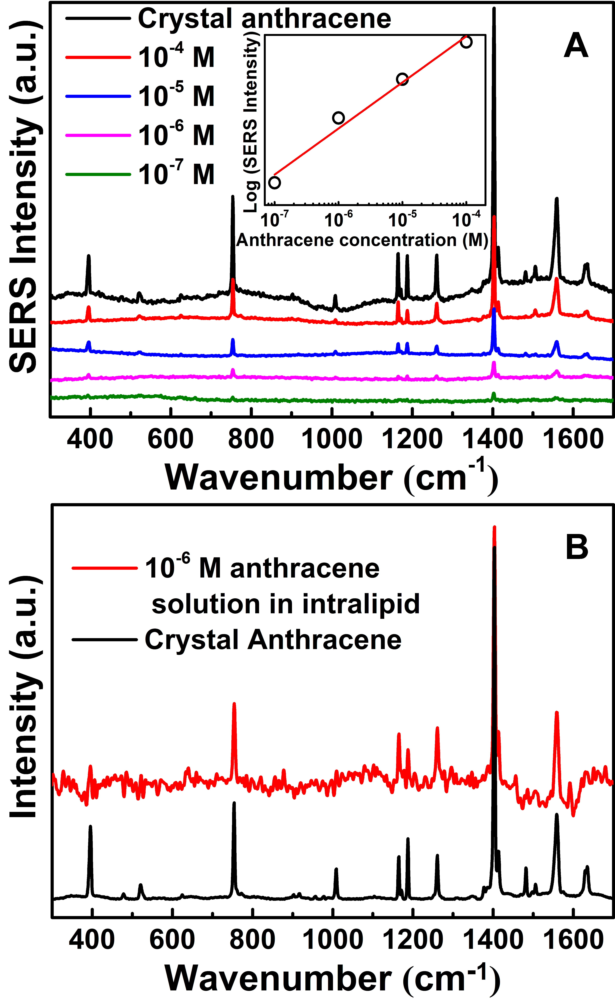 Crystal anthracene
10⁻⁴ M
10⁻⁵ M
10⁻⁶ M
10⁻⁷ M
A
SERS Intensity (a.u.)
Log (SERS Intensity)
10⁻⁷ 10⁻⁶ 10⁻⁵ 10⁻⁴
Anthracene concentration (M)
400 600 800 1000 1200 1400 1600
Wavenumber (cm⁻¹)
B
10⁻⁶ M anthracene
solution in intralipid
Crystal Anthracene
Intensity (a.u.)
400 600 800 1000 1200 1400 1600
Wavenumber (cm⁻¹)